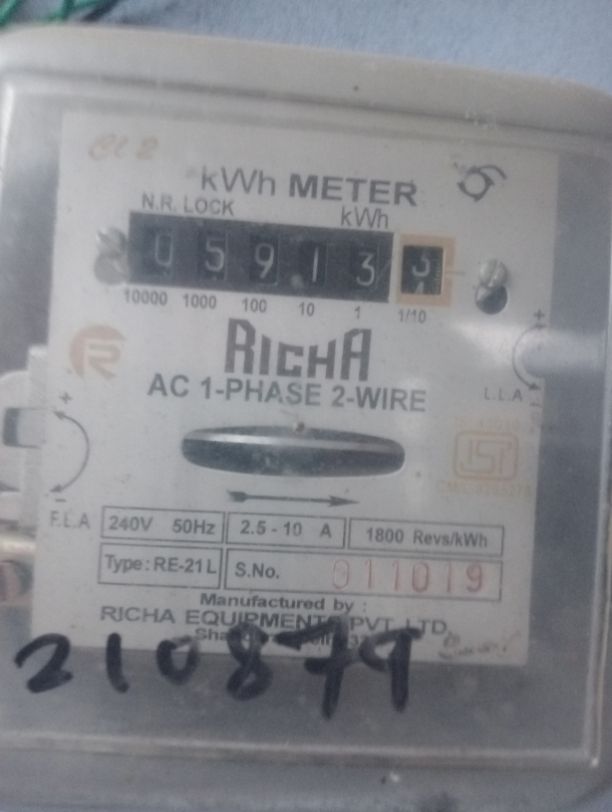 Cl 2
kWh METER
N.R. LOCK kWh
0 5 9 1 3 3
10000 1000 100 10 1 1/10
R
RICHA
AC 1-PHASE 2-WIRE
+ -
L.L.A
+ -
F.L.A
ISI
240V 50Hz 2.5 - 10 A 1800 Revs/kWh
Type: RE-21L S.No. 011019
Manufactured by :
RICHA EQUIPMENTS PVT. LTD.
210879